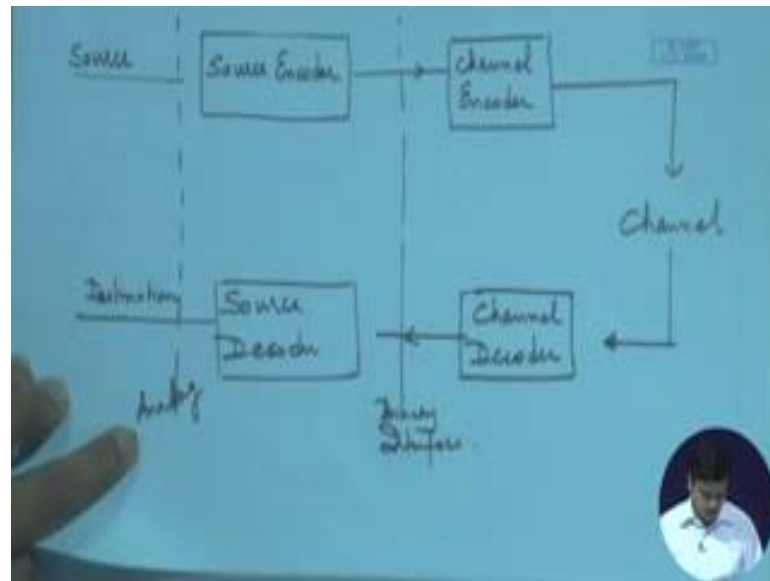 Source
Source Encoder
Channel
Encoder
Channel
Destination
Source
Decoder
Channel
Decoder
Analog
Binary
Interface